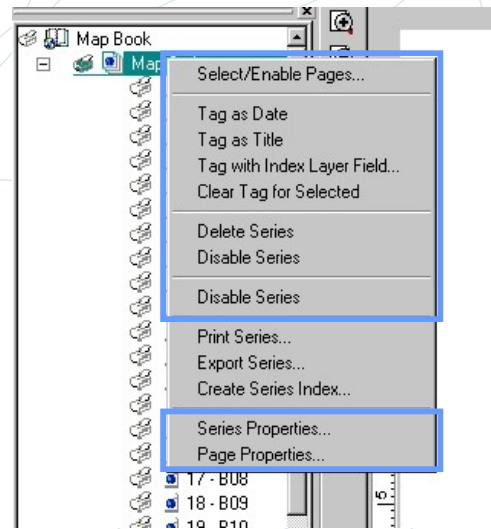 Map Book
Map
Select/Enable Pages...
Tag as Date
Tag as Title
Tag with Index Layer Field...
Clear Tag for Selected
Delete Series
Disable Series
Disable Series
Print Series...
Export Series...
Create Series Index...
Series Properties...
Page Properties...
17 - B08
18 - B09
19 - B10
5